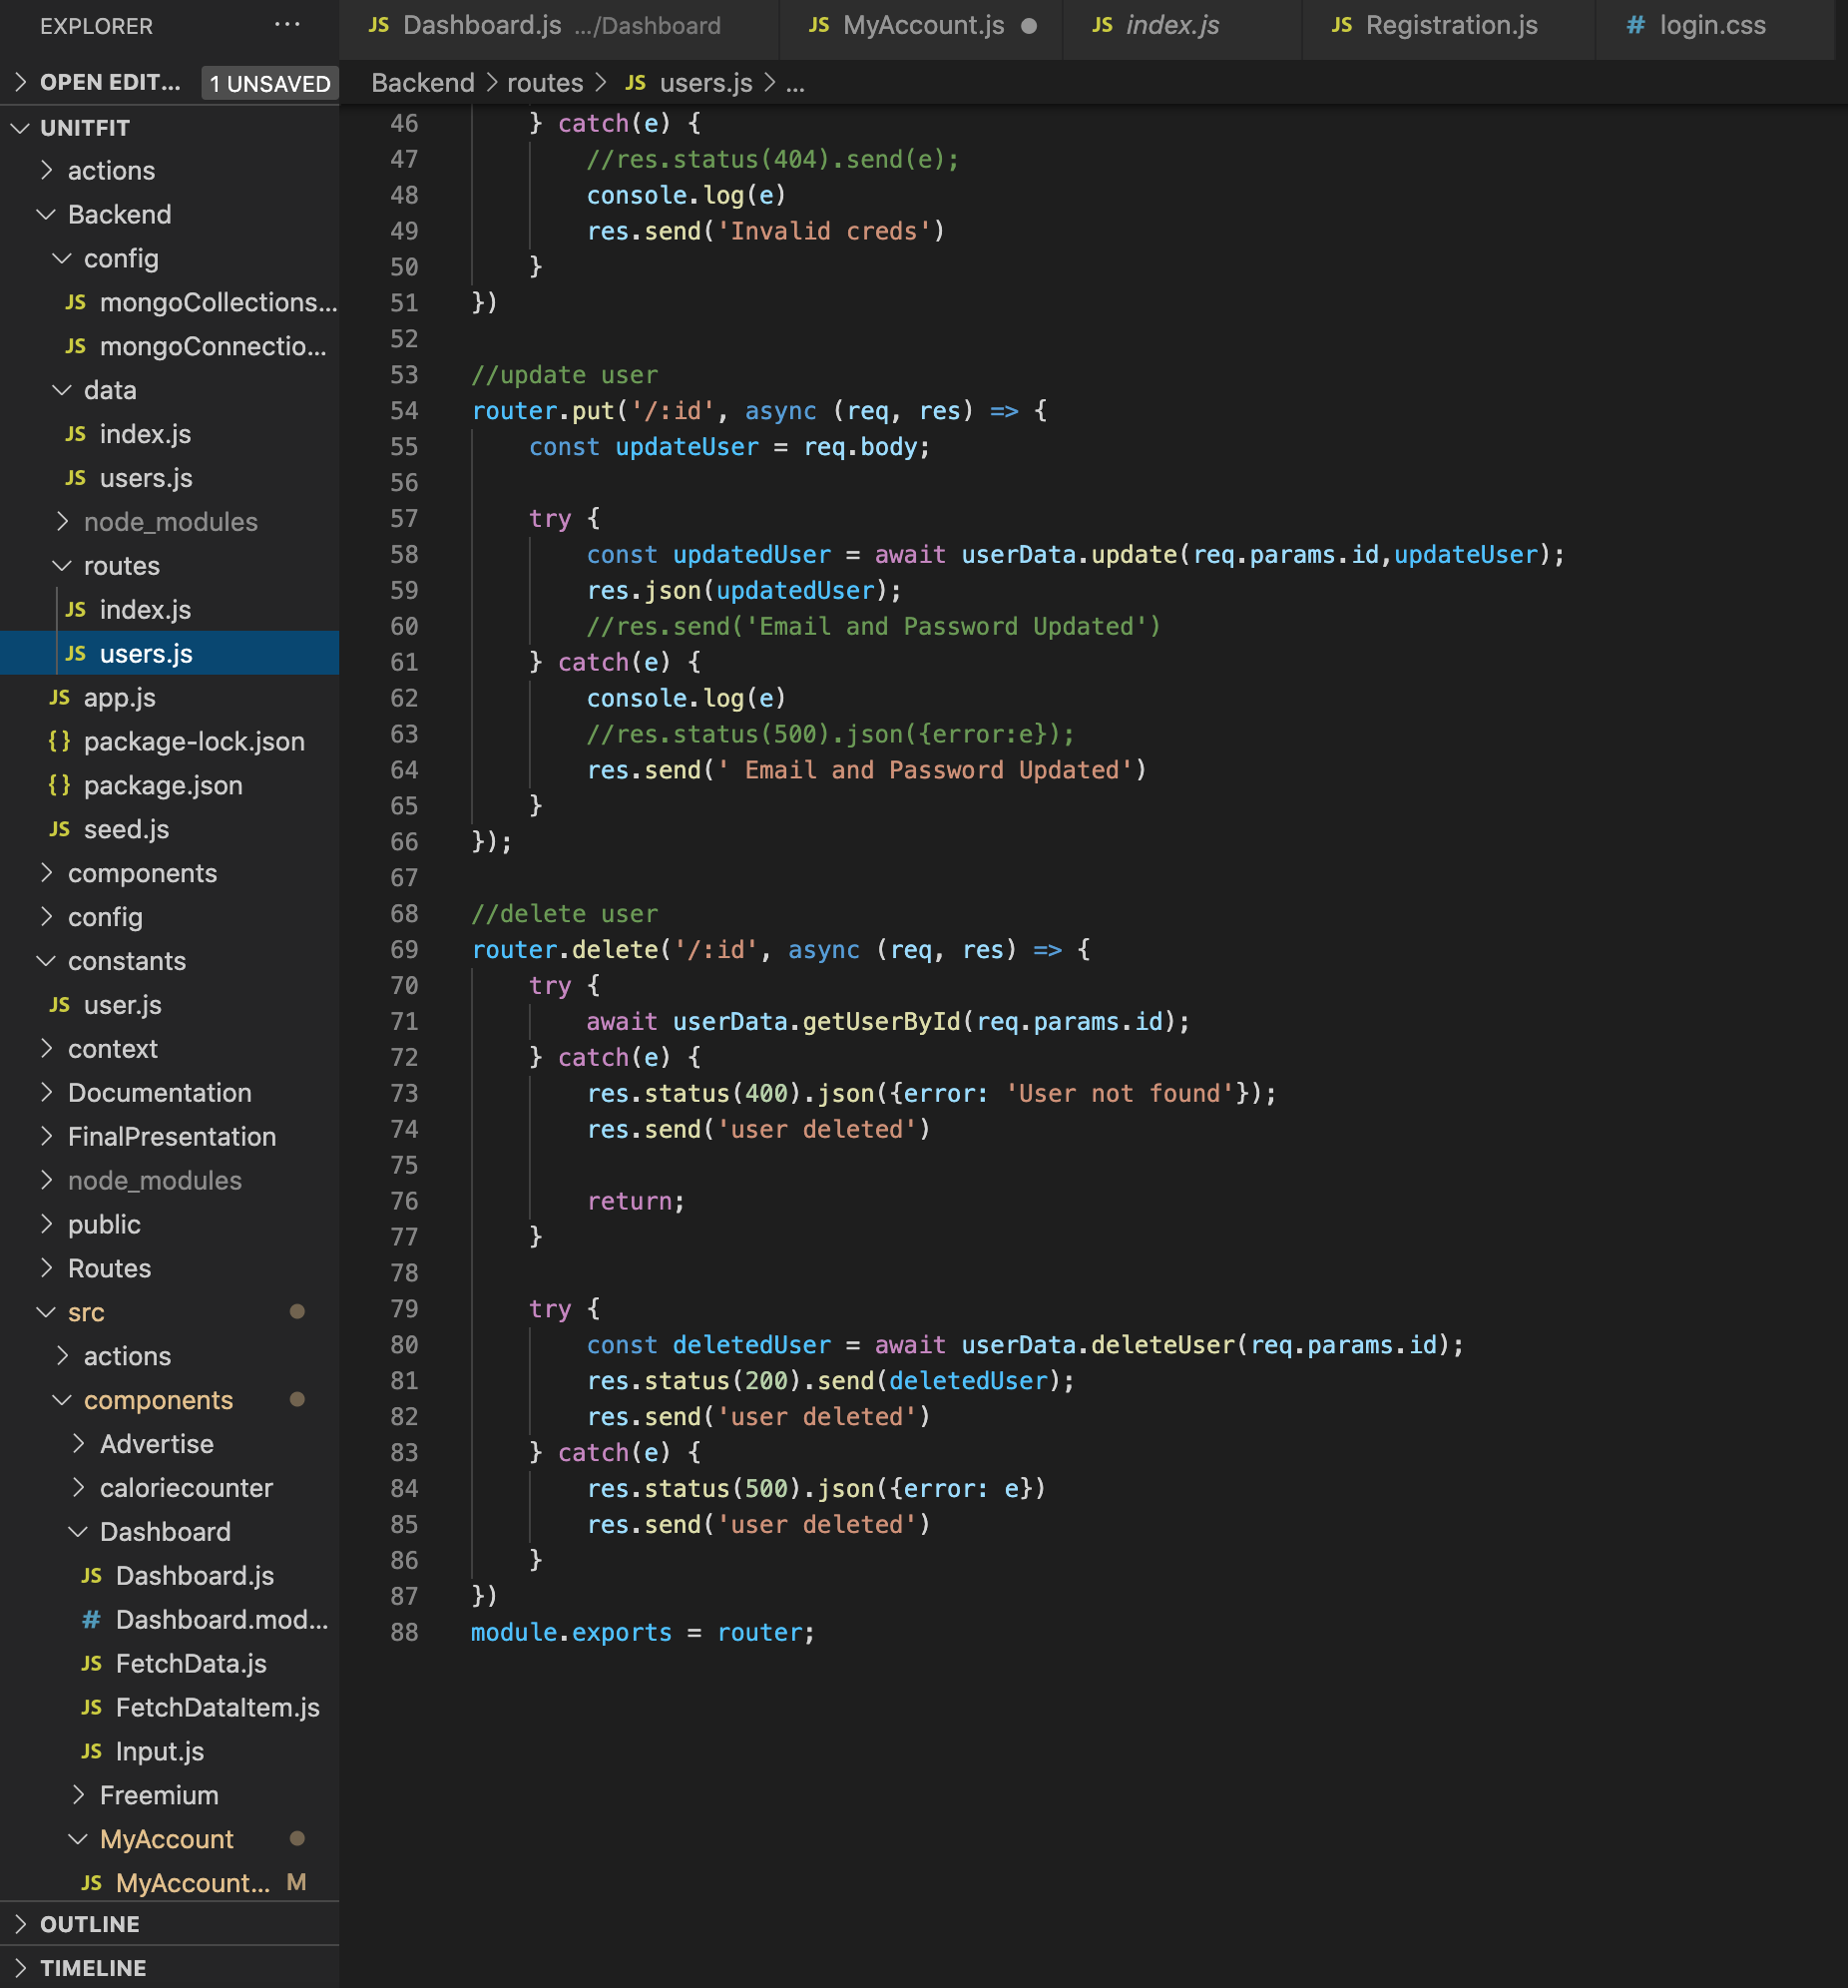 EXPLORER ...
OPEN EDIT... 1 UNSAVED
UNITFIT
actions
Backend
config
JS mongoCollections...
JS mongoConnectio...
data
JS index.js
JS users.js
node_modules
routes
JS index.js
JS users.js
JS app.js
{} package-lock.json
{} package.json
JS seed.js
components
config
constants
JS user.js
context
Documentation
FinalPresentation
node_modules
public
Routes
src
actions
components
Advertise
caloriecounter
Dashboard
JS Dashboard.js
# Dashboard.mod...
JS FetchData.js
JS FetchDataItem.js
JS Input.js
Freemium
MyAccount
JS MyAccount... M
OUTLINE
TIMELINE
JS Dashboard.js .../Dashboard JS MyAccount.js JS index.js JS Registration.js # login.css
Backend > routes > JS users.js > ...
46 } catch(e) {
47 //res.status(404).send(e);
48 console.log(e)
49 res.send('Invalid creds')
50 }
51 })
52
53 //update user
54 router.put('/:id', async (req, res) => {
55 const updateUser = req.body;
56
57 try {
58 const updatedUser = await userData.update(req.params.id,updateUser);
59 res.json(updatedUser);
60 //res.send('Email and Password Updated')
61 } catch(e) {
62 console.log(e)
63 //res.status(500).json({error:e});
64 res.send(' Email and Password Updated')
65 }
66 });
67
68 //delete user
69 router.delete('/:id', async (req, res) => {
70 try {
71 await userData.getUserById(req.params.id);
72 } catch(e) {
73 res.status(400).json({error: 'User not found'});
74 res.send('user deleted')
75
76 return;
77 }
78
79 try {
80 const deletedUser = await userData.deleteUser(req.params.id);
81 res.status(200).send(deletedUser);
82 res.send('user deleted')
83 } catch(e) {
84 res.status(500).json({error: e})
85 res.send('user deleted')
86 }
87 })
88 module.exports = router;